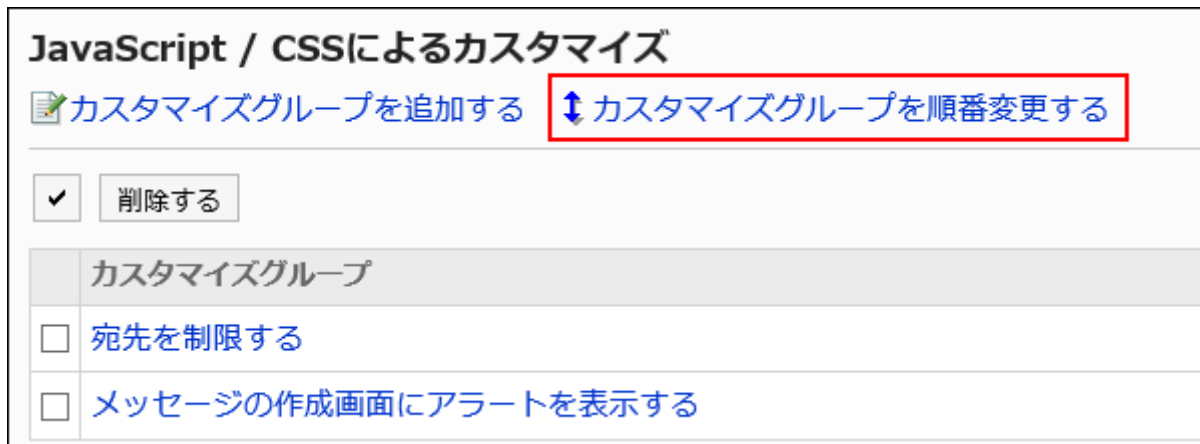 JavaScript / CSSによるカスタマイズ
カスタマイズグループを追加する カスタマイズグループを順番変更する
削除する
カスタマイズグループ
宛先を制限する
メッセージの作成画面にアラートを表示する